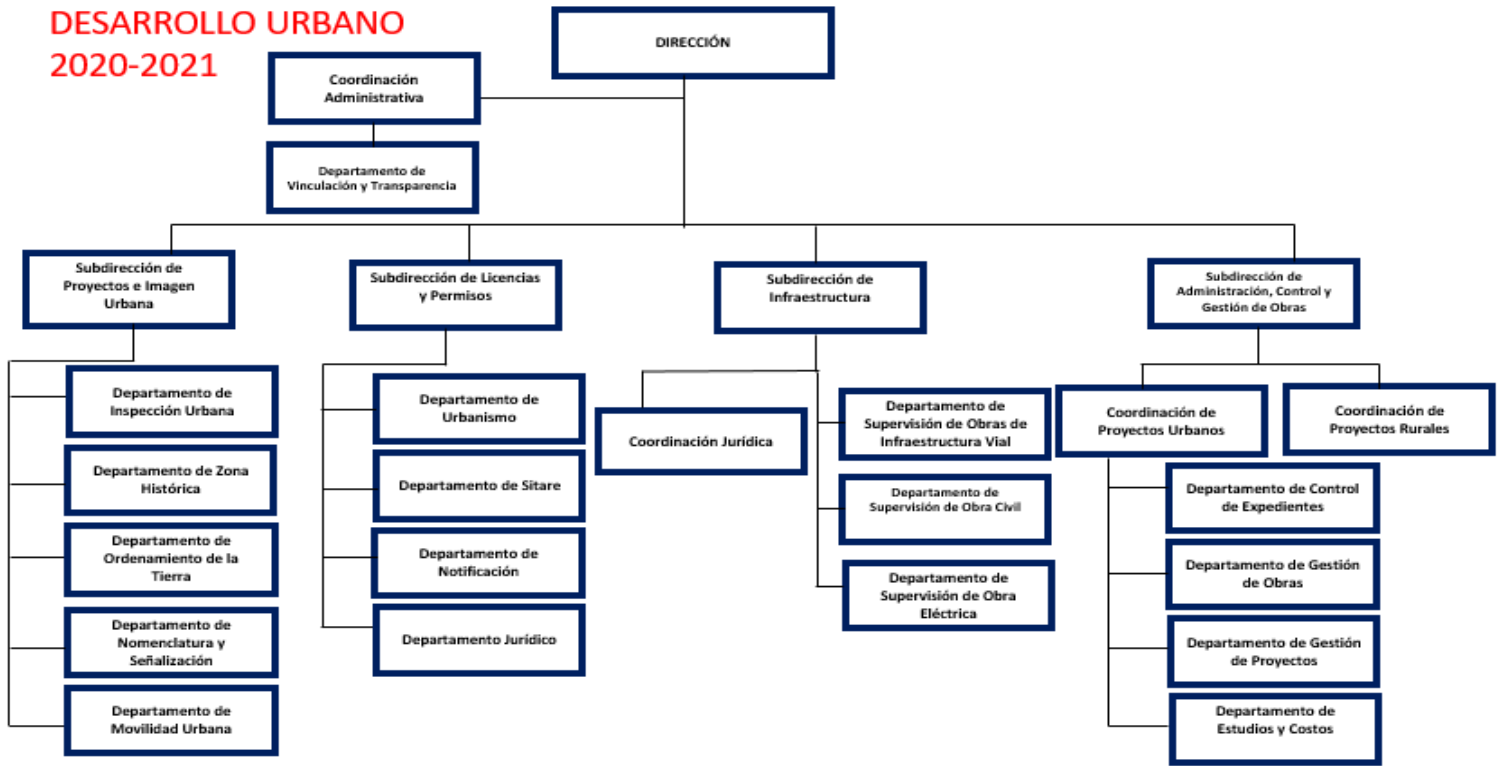 DESARROLLO URBANO
2020-2021
DIRECCIÓN
Coordinación
Administrativa
Departamento de
Vinculación y Transparencia
Subdirección de
Proyectos e Imagen
Urbana
Departamento de
Inspección Urbana
Departamento de Zona
Histórica
Departamento de
Ordenamiento de la
Tierra
Departamento de
Nomenclatura y
Señalización
Departamento de
Movilidad Urbana
Subdirección de Licencias
y Permisos
Departamento de
Urbanismo
Departamento de Sitare
Departamento de
Notificación
Departamento Jurídico
Subdirección de
Infraestructura
Coordinación Jurídica
Departamento de
Supervisión de Obras de
Infraestructura Vial
Departamento de
Supervisión de Obra Civil
Departamento de
Supervisión de Obra
Eléctrica
Subdirección de
Administración, Control y
Gestión de Obras
Coordinación de
Proyectos Urbanos
Departamento de Control
de Expedientes
Departamento de Gestión
de Obras
Departamento de Gestión
de Proyectos
Departamento de
Estudios y Costos
Coordinación de
Proyectos Rurales